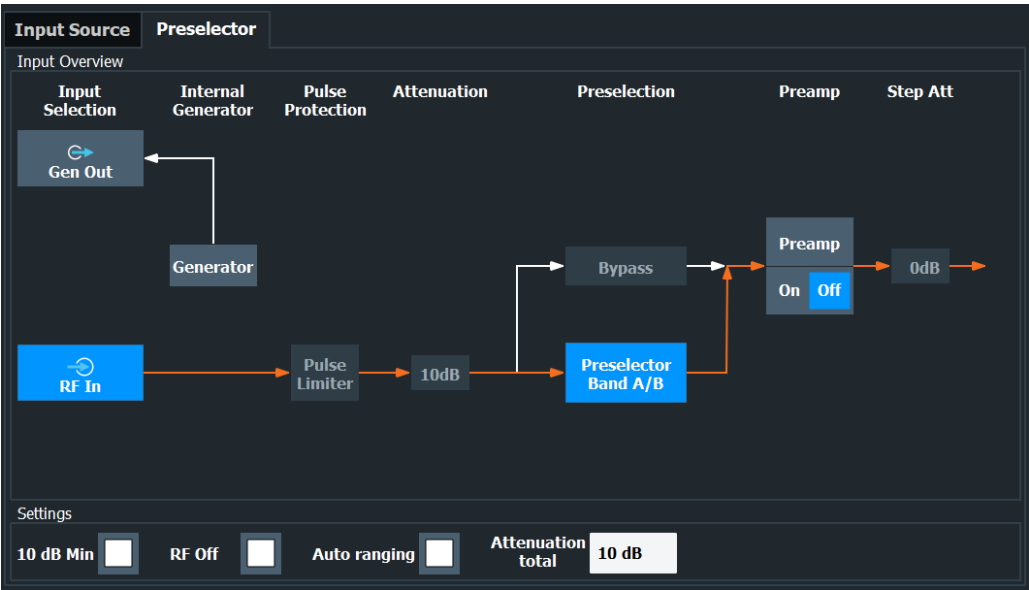 Input Source
Preselector
Input Overview
Input
Selection
Internal
Generator
Pulse
Protection
Attenuation
Preselection
Preamp
Step Att
Gen Out
Generator
Bypass
Preamp
On Off
0dB
RF In
Pulse
Limiter
10dB
Preselector
Band A/B
Settings
10 dB Min
RF Off
Auto ranging
Attenuation
total
10 dB